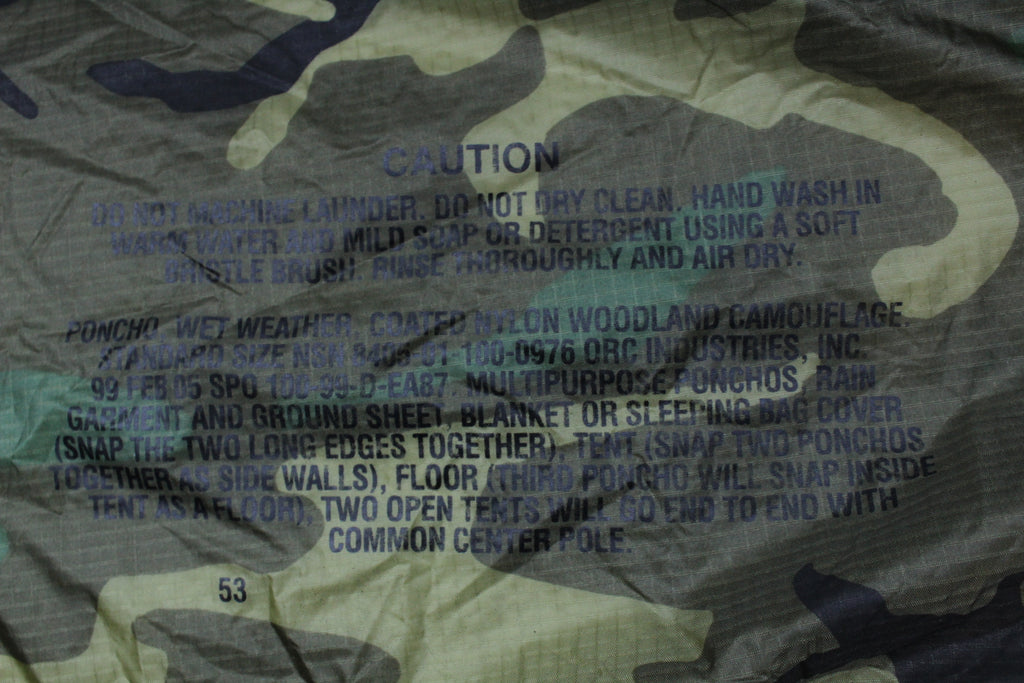 CAUTION
DO NOT MACHINE LAUNDER. DO NOT DRY CLEAN. HAND WASH IN
WARM WATER AND MILD SOAP OR DETERGENT USING A SOFT
BRISTLE BRUSH. RINSE THOROUGHLY AND AIR DRY.
PONCHO, WET WEATHER, COATED NYLON WOODLAND CAMOUFLAGE.
STANDARD SIZE NSN 8405-01-100-0976 ORC INDUSTRIES, INC.
99 FEB 05 SPO 100-99-D-EA87. MULTIPURPOSE PONCHOS, RAIN
GARMENT AND GROUND SHEET, BLANKET OR SLEEPING BAG COVER
(SNAP THE TWO LONG EDGES TOGETHER), TENT (SNAP TWO PONCHOS
TOGETHER AS SIDE WALLS), FLOOR (THIRD PONCHO WILL SNAP INSIDE
TENT AS A FLOOR), TWO OPEN TENTS WILL GO END TO END WITH
COMMON CENTER POLE.
53